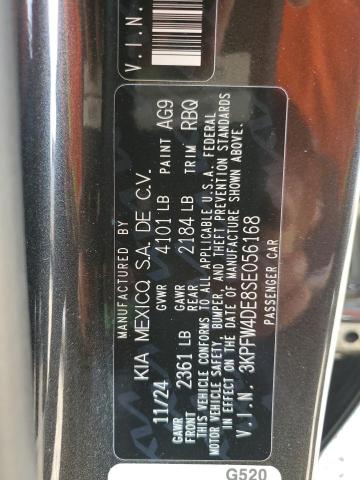 V.I.N.
MANUFACTURED BY
KIA MEXICO, S.A. DE C.V.
11/24 GVWR 4101 LB PAINT AG9
GAWR FRONT 2361 LB GAWR REAR 2184 LB TRIM RBQ
THIS VEHICLE CONFORMS TO ALL APPLICABLE U.S.A. FEDERAL
MOTOR VEHICLE SAFETY, BUMPER, AND THEFT PREVENTION STANDARDS
IN EFFECT ON THE DATE OF MANUFACTURE SHOWN ABOVE.
V.I.N. 3KPFW4DE8SE056168
PASSENGER CAR
G520